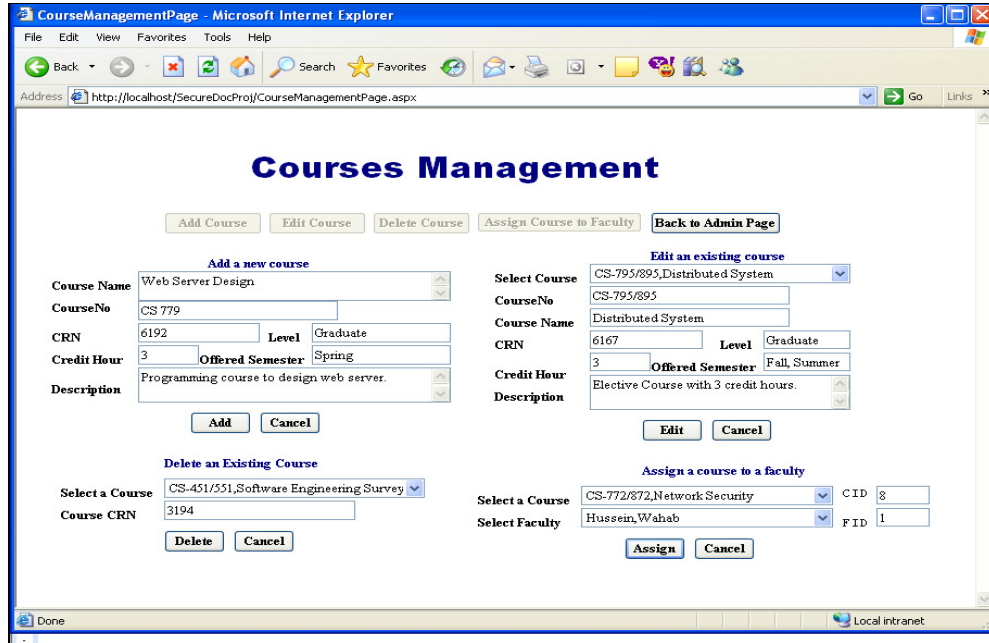 CourseManagementPage - Microsoft Internet Explorer
File Edit View Favorites Tools Help
Back Search Favorites
Address http://localhost/SecureDocProj/CourseManagementPage.aspx Go Links »
Courses Management
Add Course Edit Course Delete Course Assign Course to Faculty Back to Admin Page
Add a new course
Course Name Web Server Design
CourseNo CS 779
CRN 6192 Level Graduate
Credit Hour 3 Offered Semester Spring
Description Programming course to design web server.
Add Cancel
Edit an existing course
Select Course CS-795/895,Distributed System
CourseNo CS-795/895
Course Name Distributed System
CRN 6167 Level Graduate
Credit Hour 3 Offered Semester Fall, Summer
Description Elective Course with 3 credit hours.
Edit Cancel
Delete an Existing Course
Select a Course CS-451/551,Software Engineering Survey
Course CRN 3194
Delete Cancel
Assign a course to a faculty
Select a Course CS-772/872,Network Security CID 8
Select Faculty Hussein,Wahab FID 1
Assign Cancel
Done Local intranet